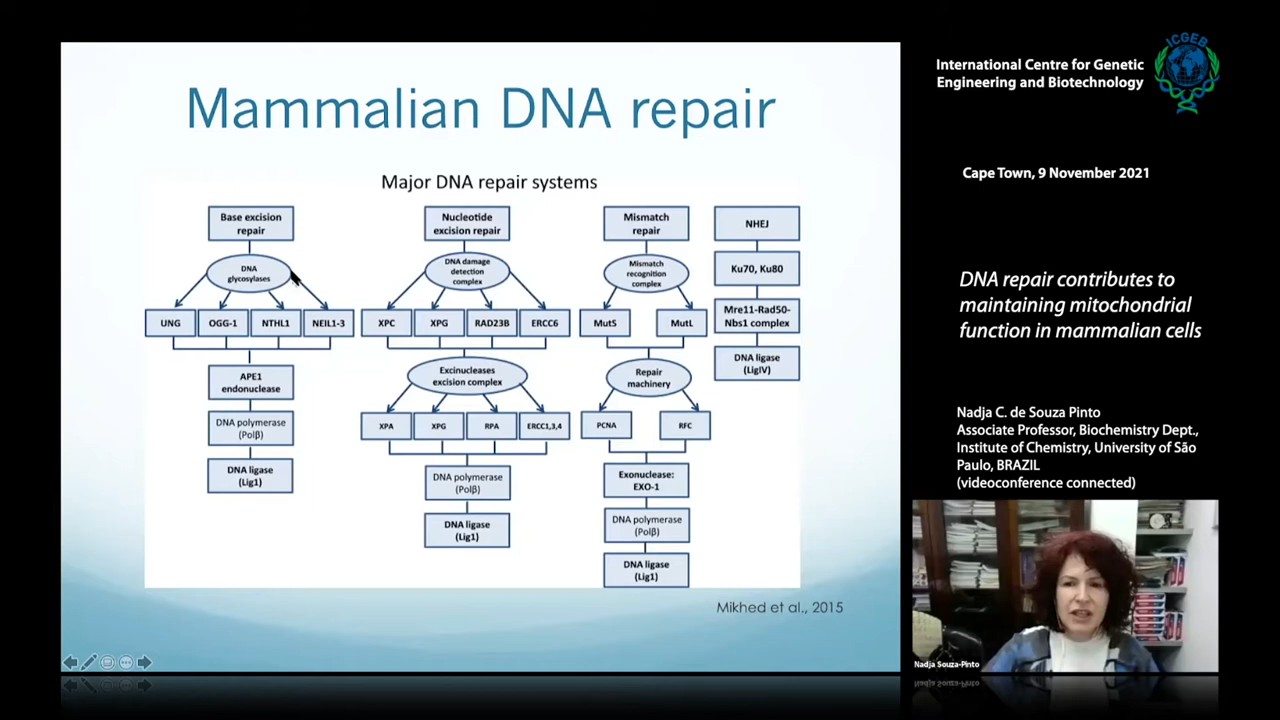 Mammalian DNA repair
Major DNA repair systems
Base excision
repair
DNA
glycosylases
UNG
OGG-1
NTHL1
NEIL1-3
APE1
endonuclease
DNA polymerase
(Polβ)
DNA ligase
(Lig1)
Nucleotide
excision repair
DNA damage
detection
complex
XPC
XPG
RAD23B
ERCC6
Excinucleases
excision complex
XPA
XPG
RPA
ERCC1,3,4
DNA polymerase
(Polβ)
DNA ligase
(Lig1)
Mismatch
repair
Mismatch
recognition
complex
MutS
MutL
Repair
machinery
PCNA
RFC
Exonuclease:
EXO-1
DNA polymerase
(Polβ)
DNA ligase
(Lig1)
NHEJ
Ku70, Ku80
Mre11-Rad50-
Nbs1 complex
DNA ligase
(LigIV)
Mikhed et al., 2015
International Centre for Genetic
Engineering and Biotechnology
ICGEB
Cape Town, 9 November 2021
DNA repair contributes to
maintaining mitochondrial
function in mammalian cells
Nadja C. de Souza Pinto
Associate Professor, Biochemistry Dept.,
Institute of Chemistry, University of São
Paulo, BRAZIL
(videoconference connected)
Nadja Souza-Pinto